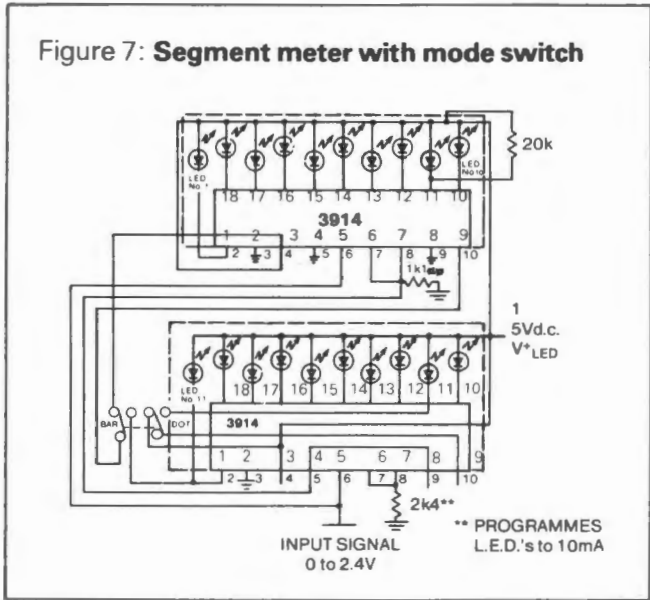 Figure 7: Segment meter with mode switch
20k
LED
No. 1
LED
No 10
18 17 16 15 14 13 12 11 10
3914
1 2 3 4 5 6 7 8 9
2 3 4 5 6 7 8 9 10
1k1
1
5Vd.c.
V+LED
LED
No. 11
18 17 16 15 14 13 12 11 10
BAR DOT
3914
1 2 3 4 5 6 7 8 9
2 3 4 5 6 7 8 9 10
2k4**
INPUT SIGNAL
0 to 2.4V
** PROGRAMMES
L.E.D.'s to 10mA